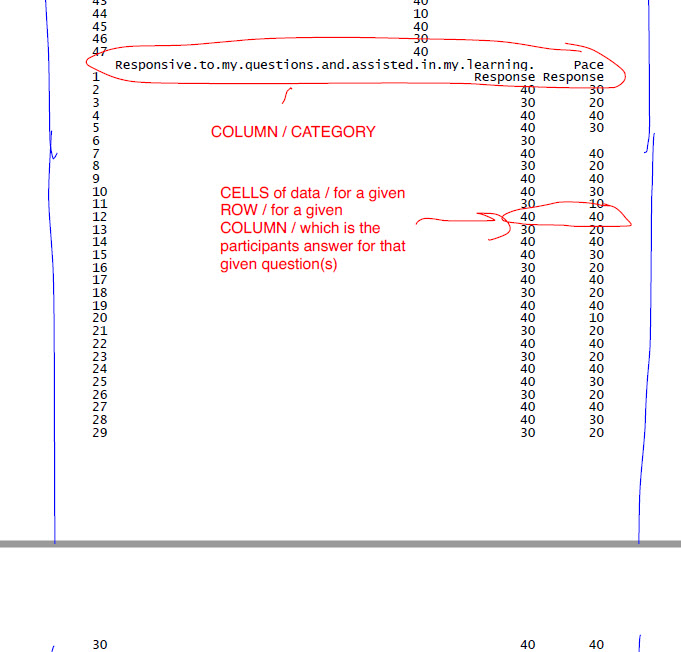 43 40
44 10
45 40
46 30
47 40
Responsive.to.my.questions.and.assisted.in.my.learning. Pace
1 Response Response
2 40 30
3 30 20
4 40 40
5 40 30
COLUMN / CATEGORY
6 30
7 40 40
8 30 20
9 40 40
10 40 30
11 30 10
12 40 40
13 30 20
14 40 40
15 40 30
16 30 20
CELLS of data / for a given
ROW / for a given
COLUMN / which is the
participants answer for that
given question(s)
17 40 40
18 30 20
19 40 40
20 40 10
21 30 20
22 40 40
23 30 20
24 40 40
25 40 30
26 30 20
27 40 40
28 40 30
29 30 20
30 40 40